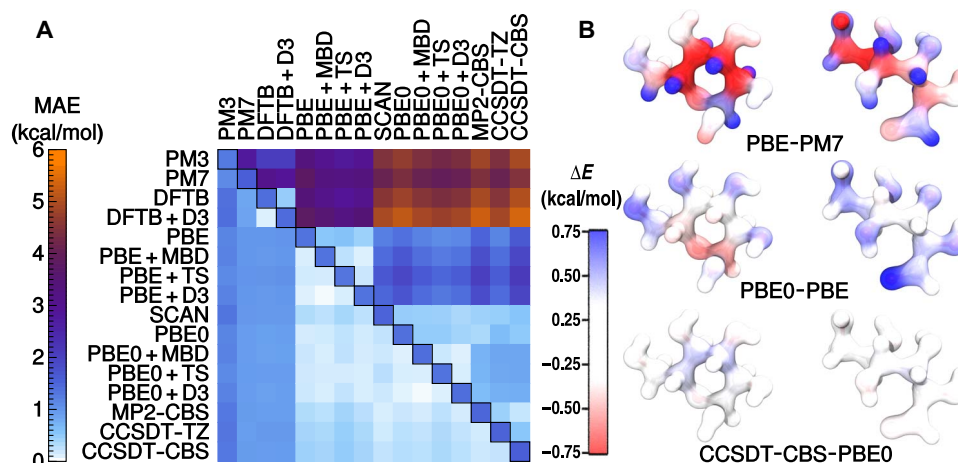 A
B
MAE
(kcal/mol)
6
5
4
3
2
1
0
PM3
PM7
DFTB
DFTB + D3
PBE
PBE + MBD
PBE + TS
PBE + D3
SCAN
PBE0
PBE0 + MBD
PBE0 + TS
PBE0 + D3
MP2-CBS
CCSDT-TZ
CCSDT-CBS
PM3
PM7
DFTB
DFTB + D3
PBE
PBE + MBD
PBE + TS
PBE + D3
SCAN
PBE0
PBE0 + MBD
PBE0 + TS
PBE0 + D3
MP2-CBS
CCSDT-TZ
CCSDT-CBS
ΔE
(kcal/mol)
0.75
0.50
0.25
−0.25
−0.50
−0.75
PBE-PM7
PBE0-PBE
CCSDT-CBS-PBE0